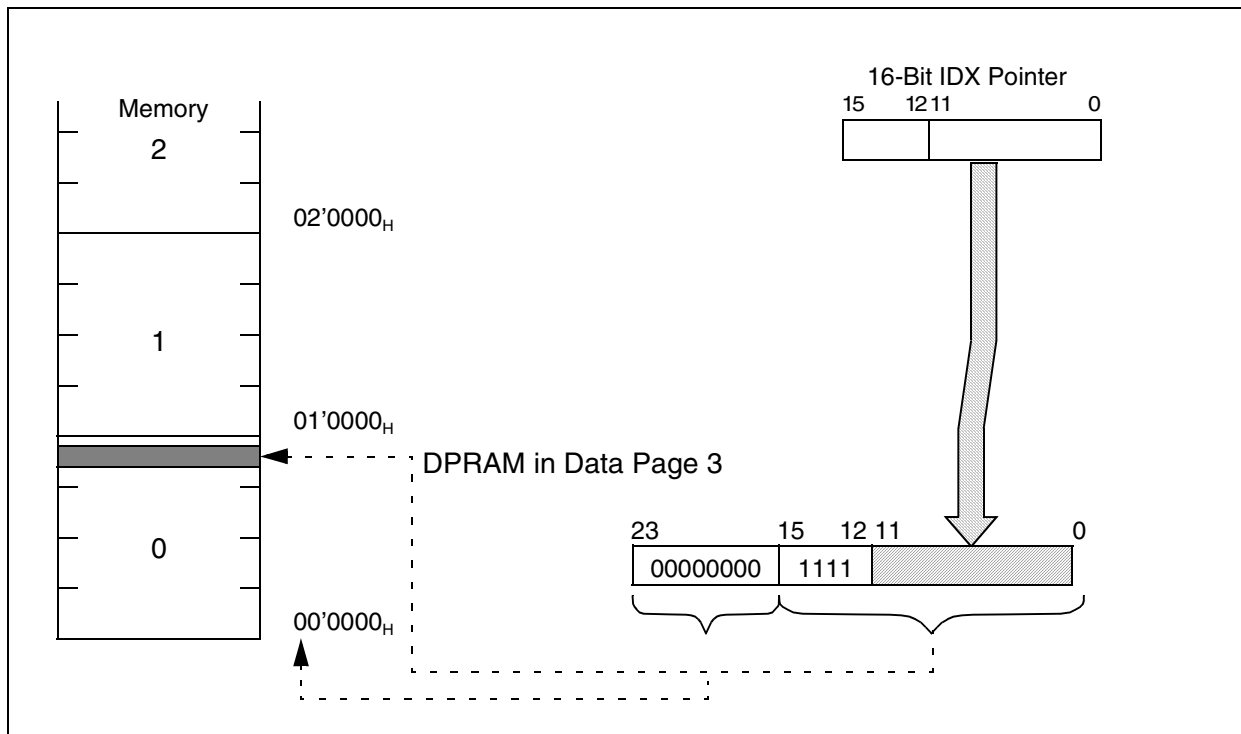 Memory
2
02'0000H
1
01'0000H
DPRAM in Data Page 3
0
00'0000H
16-Bit IDX Pointer
15 12 11 0
23 15 12 11 0
00000000 1111